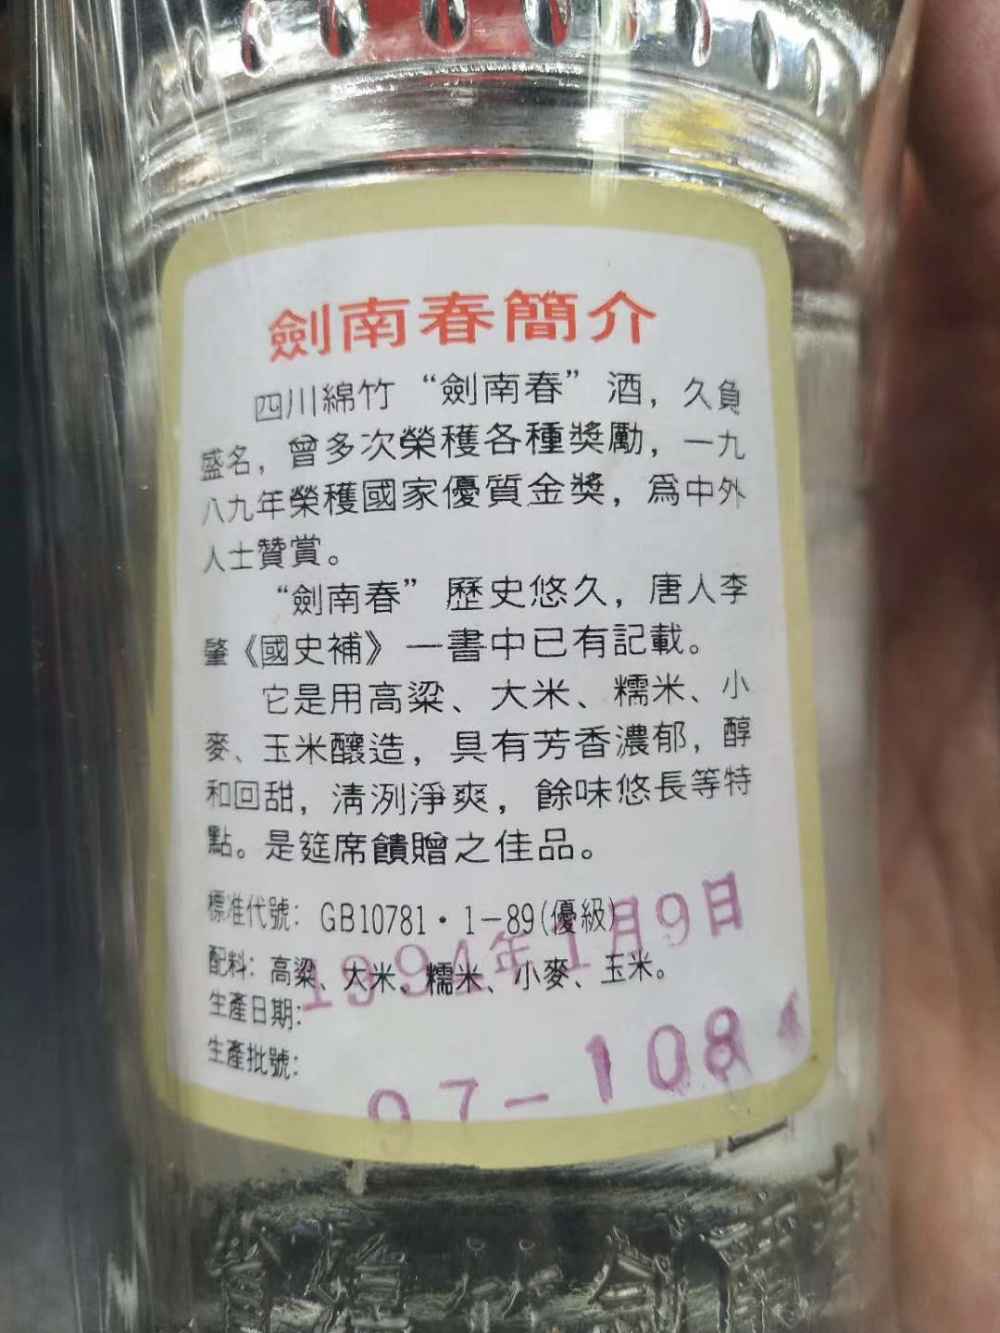 劍南春簡介
四川綿竹“劍南春”酒，久負
盛名，曾多次榮獲各種獎勵，一九
八九年榮獲國家優質金獎，爲中外
人士贊賞。
“劍南春”歷史悠久，唐人李
肇《國史補》一書中已有記載。
它是用高粱、大米、糯米、小
麥、玉米釀造，具有芳香濃郁，醇
和回甜，清洌淨爽，餘味悠長等特
點。是筵席饋贈之佳品。
標准代號：GB10781·1-89(優級)
配料：高粱、大米、糯米、小麥、玉米。
生產日期：1994年1月9日
生產批號：97-108